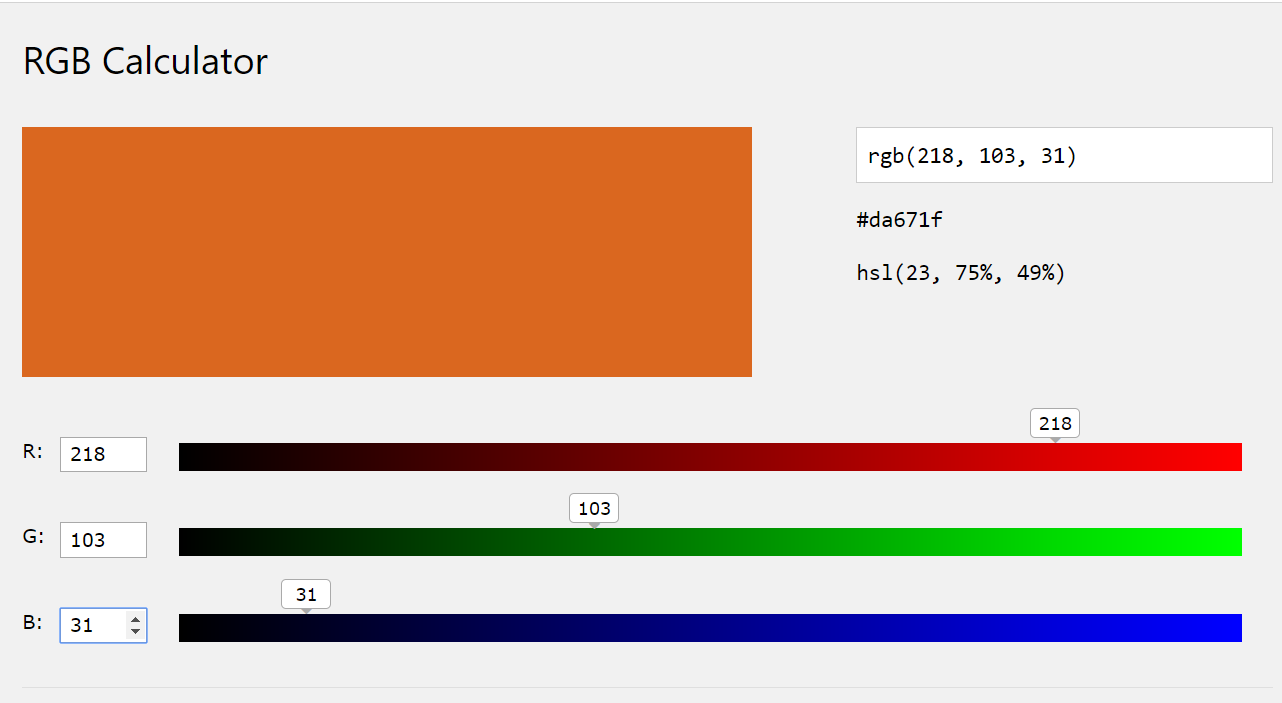 RGB Calculator
rgb(218, 103, 31)
#da671f
hsl(23, 75%, 49%)
218
R: 218
103
G: 103
31
B: 31